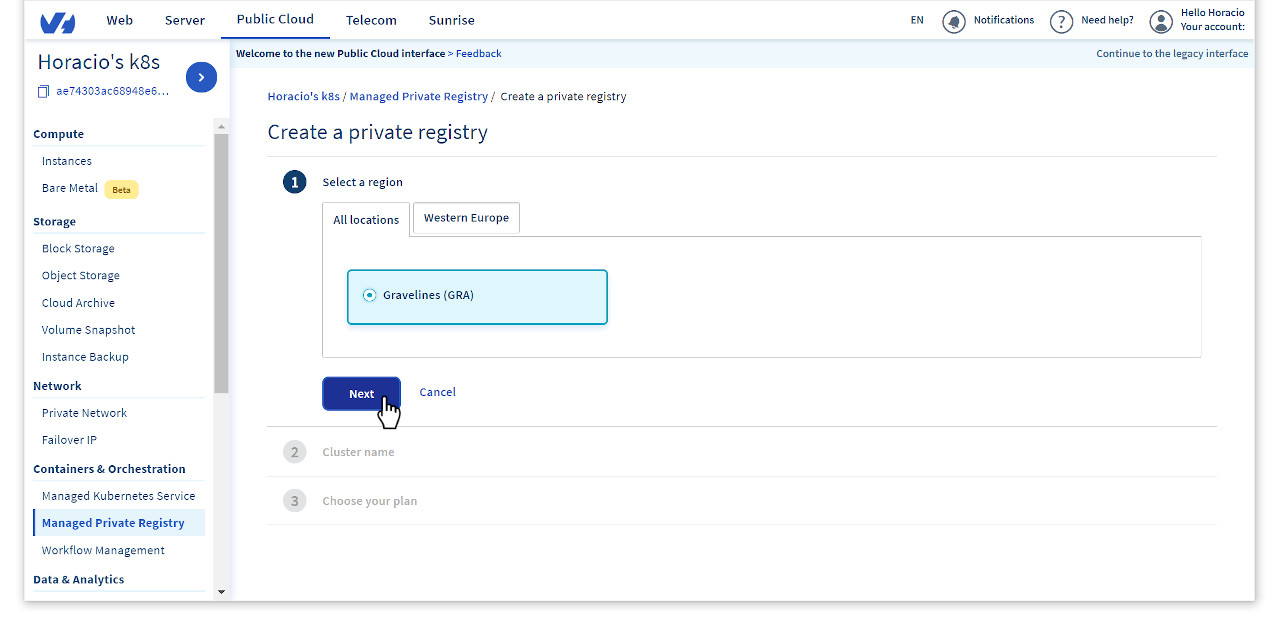 Web Server Public Cloud Telecom Sunrise EN Notifications ? Need help? Hello Horacio
Your account:
Horacio's k8s
ae74303ac68948e6...
Welcome to the new Public Cloud interface > Feedback Continue to the legacy interface
Compute
Instances
Bare Metal Beta
Storage
Block Storage
Object Storage
Cloud Archive
Volume Snapshot
Instance Backup
Network
Private Network
Failover IP
Containers & Orchestration
Managed Kubernetes Service
Managed Private Registry
Workflow Management
Data & Analytics
Horacio's k8s / Managed Private Registry / Create a private registry
Create a private registry
1 Select a region
All locations Western Europe
Gravelines (GRA)
Next Cancel
2 Cluster name
3 Choose your plan